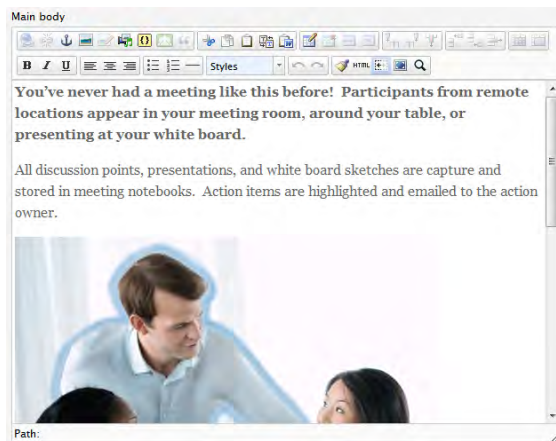 Main body
B I U Styles HTML
You've never had a meeting like this before!  Participants from remote
locations appear in your meeting room, around your table, or
presenting at your white board.
All discussion points, presentations, and white board sketches are capture and
stored in meeting notebooks.  Action items are highlighted and emailed to the action
owner.
Path: